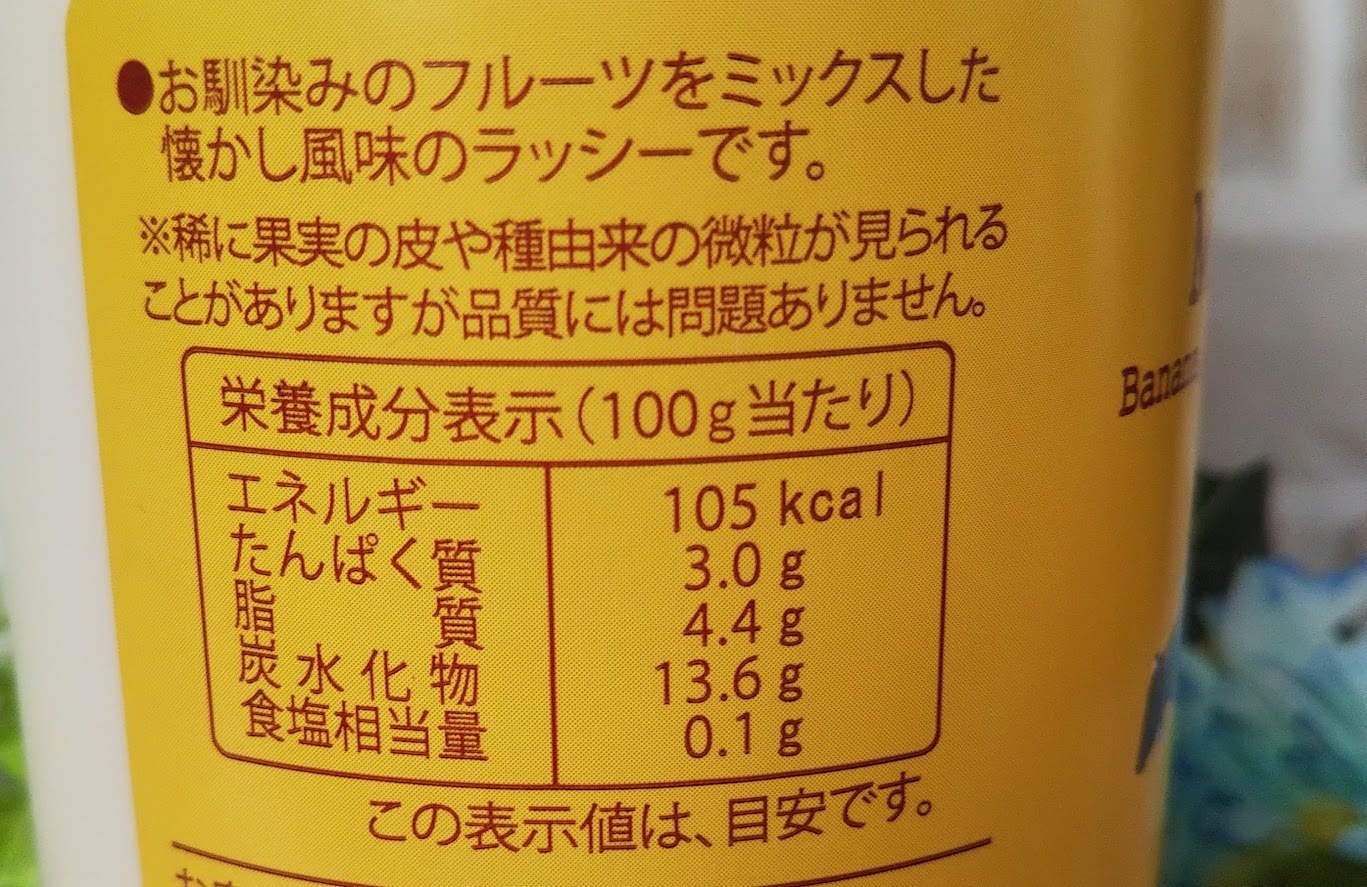 ●お馴染みのフルーツをミックスした
懐かし風味のラッシーです。
※稀に果実の皮や種由来の微粒が見られる
ことがありますが品質には問題ありません。
栄養成分表示(100g当たり)
エネルギー 105 kcal
たんぱく質 3.0 g
脂質 4.4 g
炭水化物 13.6 g
食塩相当量 0.1 g
この表示値は、目安です。